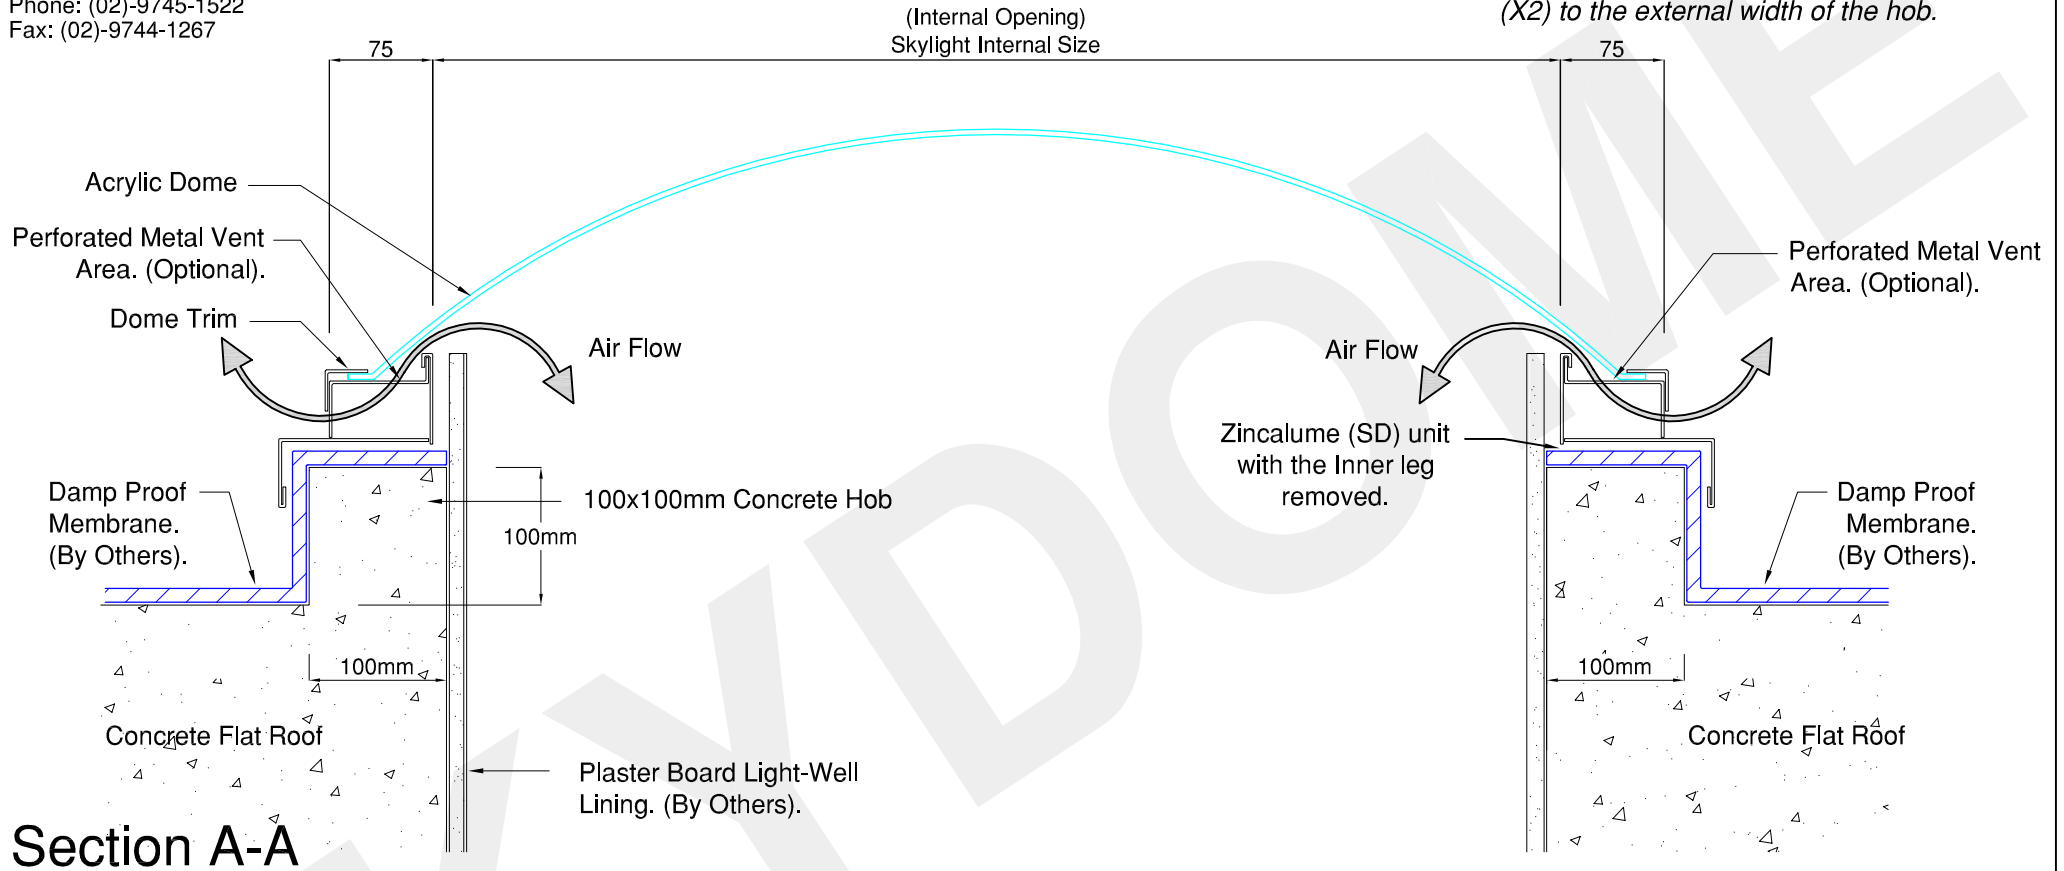 Phone: (02)-9745-1522
Fax: (02)-9744-1267
(Internal Opening)
Skylight Internal Size
(X2) to the external width of the hob.
75
75
Acrylic Dome
Perforated Metal Vent
Area. (Optional).
Dome Trim
Air Flow
Air Flow
Perforated Metal Vent
Area. (Optional).
Zincalume (SD) unit
with the Inner leg
removed.
Damp Proof
Membrane.
(By Others).
100x100mm Concrete Hob
100mm
Damp Proof
Membrane.
(By Others).
100mm
100mm
Concrete Flat Roof
Concrete Flat Roof
Plaster Board Light-Well
Lining. (By Others).
Section A-A
KYDOME